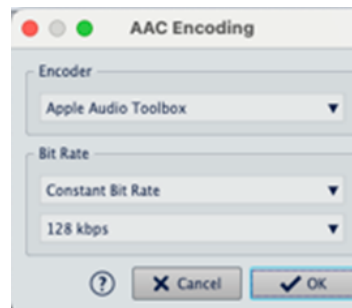 AAC Encoding
Encoder
Apple Audio Toolbox
Bit Rate
Constant Bit Rate
128 kbps
? Cancel OK